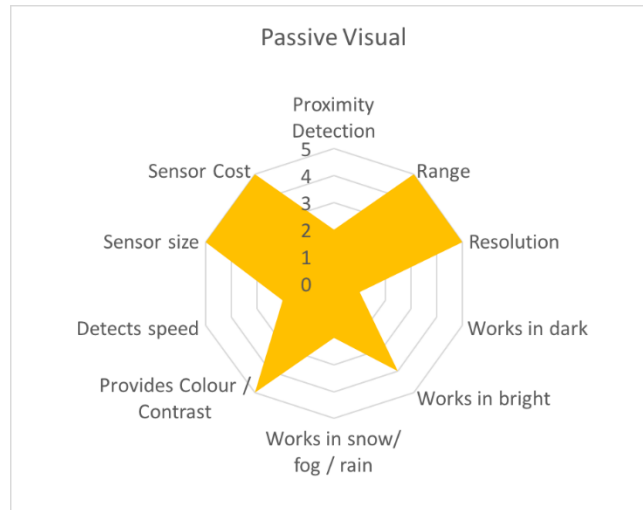 Passive Visual
Proximity
Detection
5
Sensor Cost
Range
4
3
Sensor size
2
Resolution
1
0
Detects speed
Works in dark
Provides Colour /
Contrast
Works in bright
Works in snow/
fog / rain